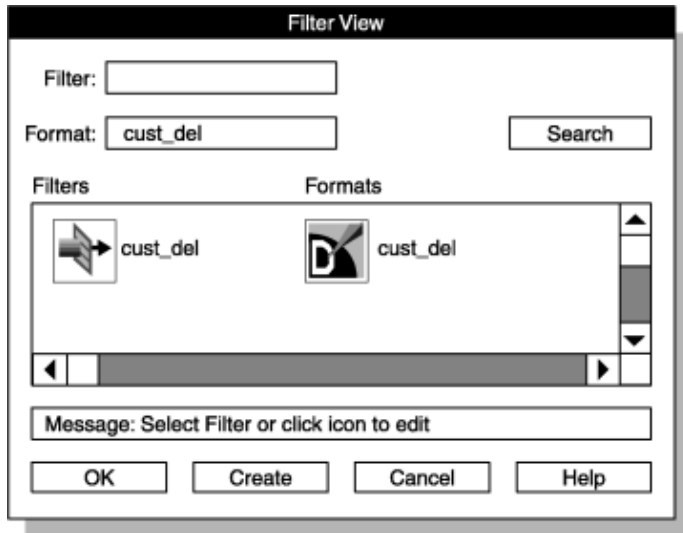 Filter View
Filter:
Format: cust_del
Search
Filters Formats
cust_del D cust_del
Message: Select Filter or click icon to edit
OK Create Cancel Help